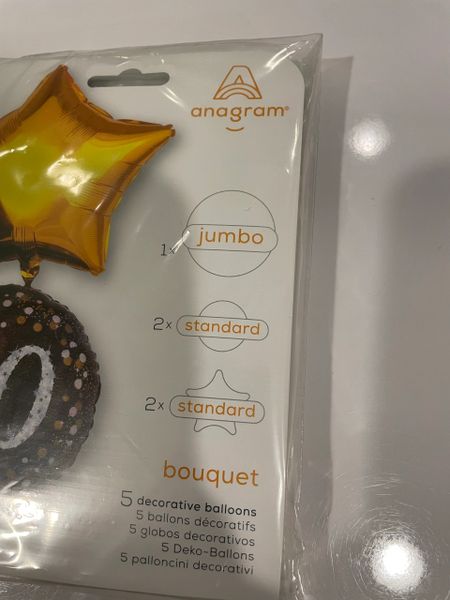 anagram®
1x
jumbo
2x standard
2x standard
0
bouquet
5 decorative balloons
5 ballons décoratifs
5 globos decorativos
5 Deko-Ballons
5 palloncini decorativi